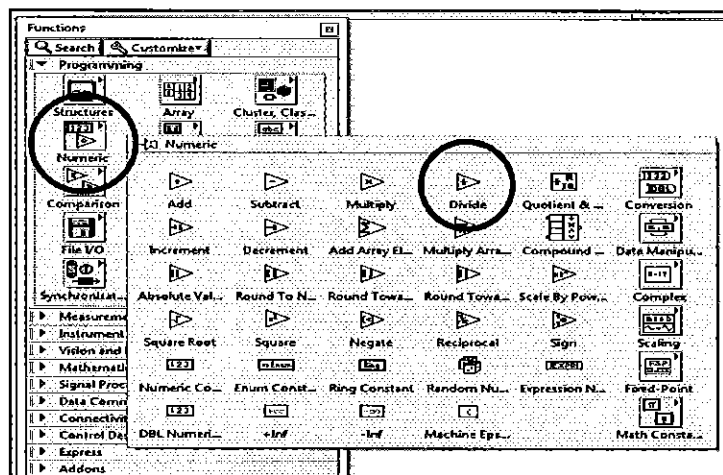 Functions
Search Customize
Programming
Structures Array Cluster, Clas...
Numeric
Comparison
File I/O
Synchronizat...
Measurem
Instrument
Vision and
Mathemati
Signal Proc
Data Comm
Connectivit
Control Des
Express
Addons
Numeric
Add Subtract Multiply Divide Quotient & ... Conversion
Increment Decrement Add Array El... Multiply Arra... Compound ... Data Manipu...
Absolute Val... Round To N... Round Towa... Round Towa... Scale By Pow... Complex
Square Root Square Negate Reciprocal Sign Scaling
Numeric Co... Enum Const... Ring Constant Random Nu... Expression N... Fixed-Point
DBL Numeri... +Inf -Inf Machine Eps... Math Consta...